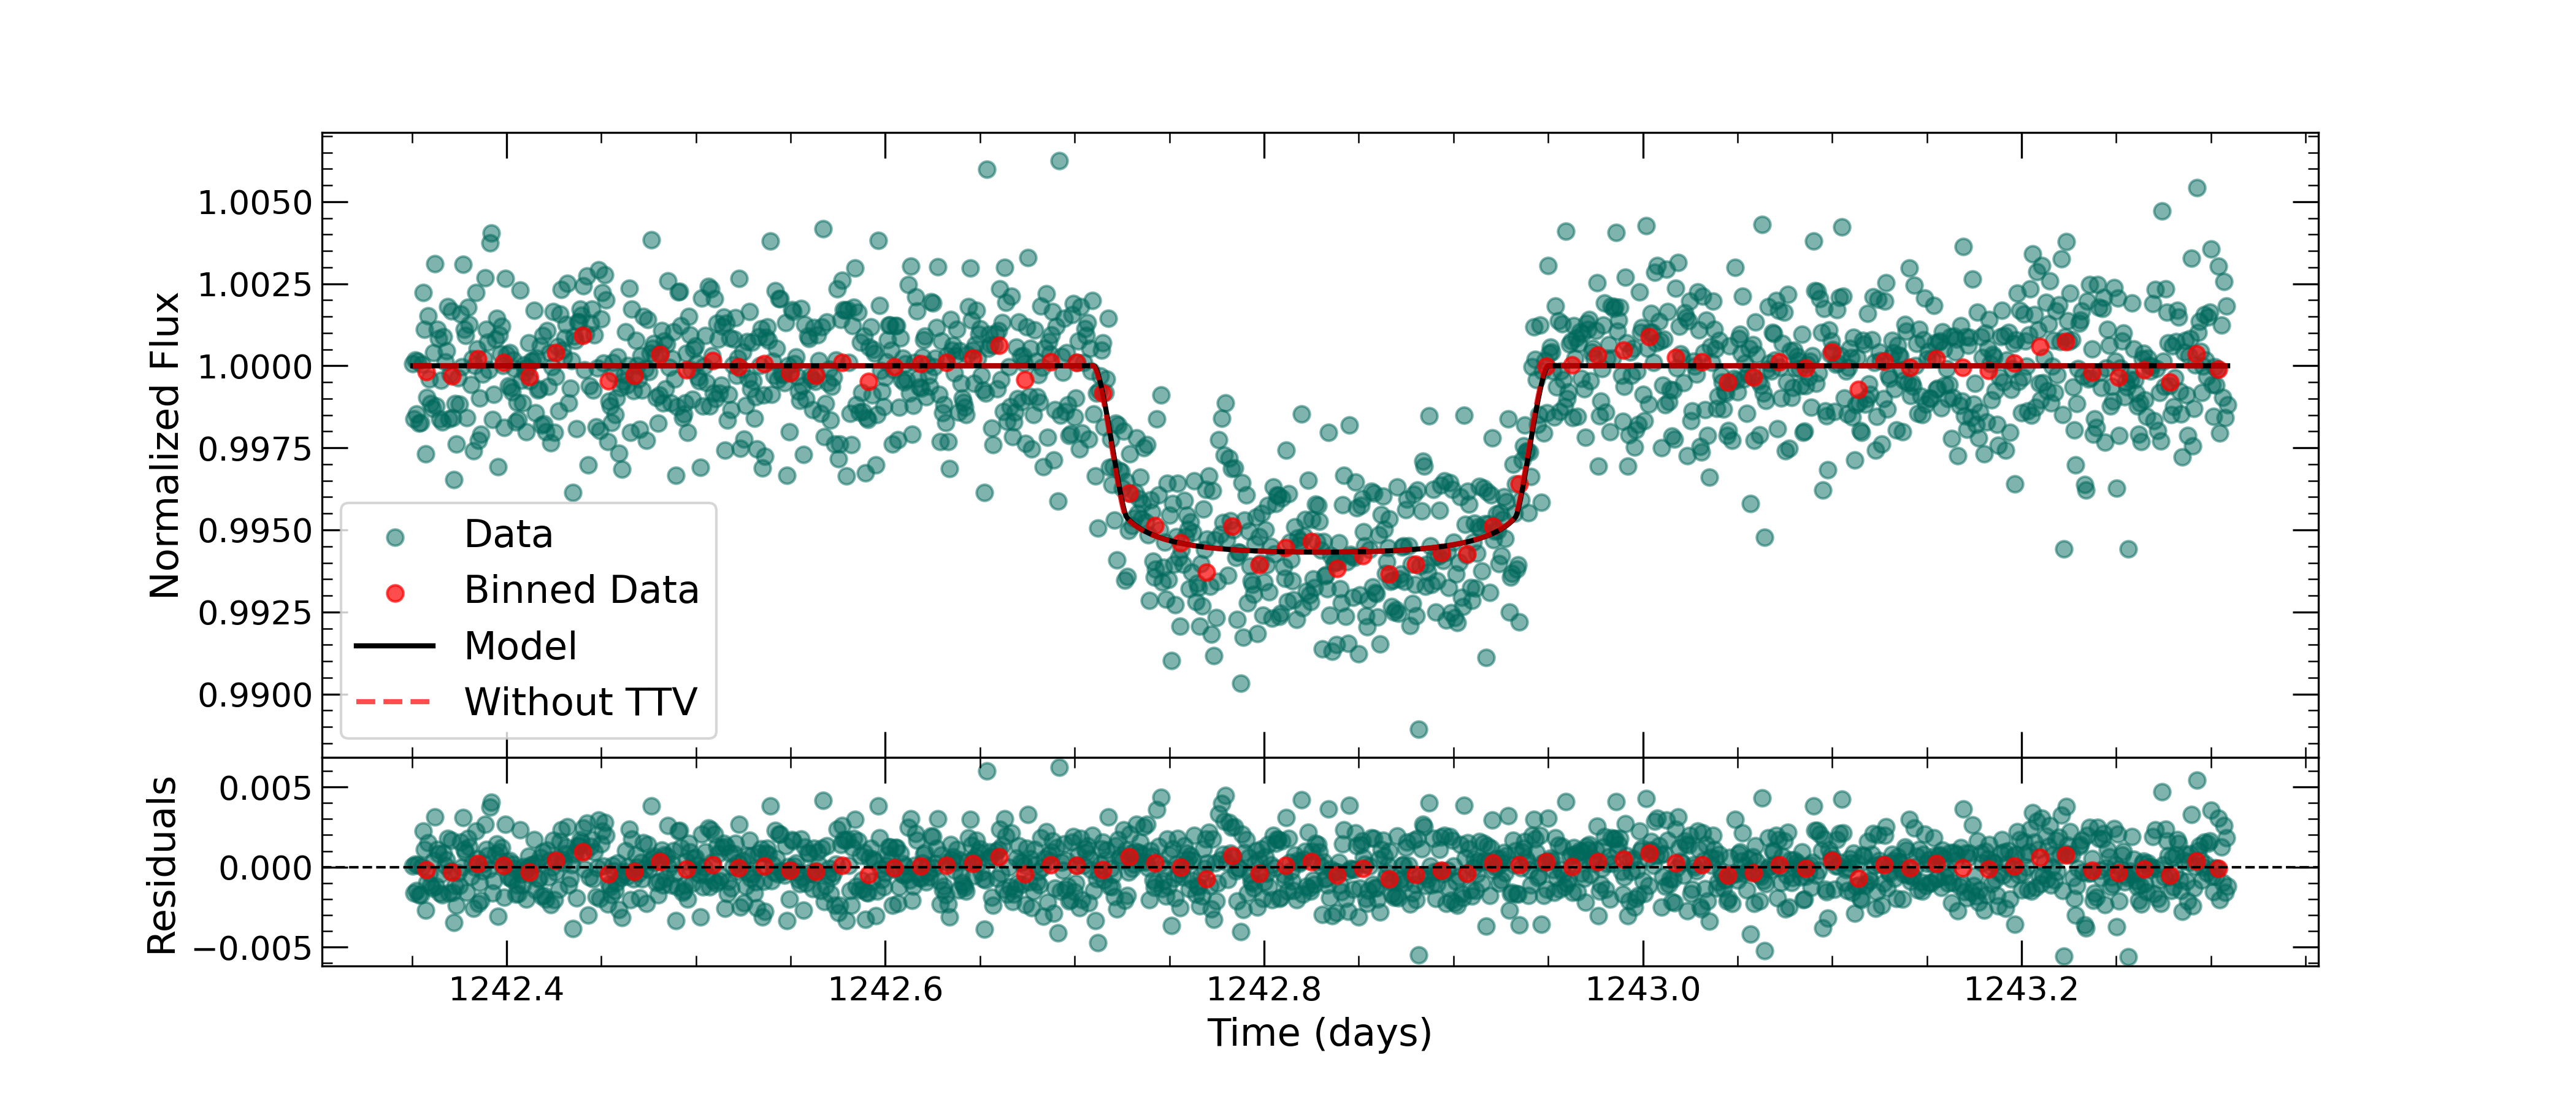 Normalized Flux
1.0050
1.0025
1.0000
0.9975
0.9950
0.9925
0.9900
Data
Binned Data
Model
Without TTV
Residuals
0.005
0.000
−0.005
1242.4 1242.6 1242.8 1243.0 1243.2
Time (days)